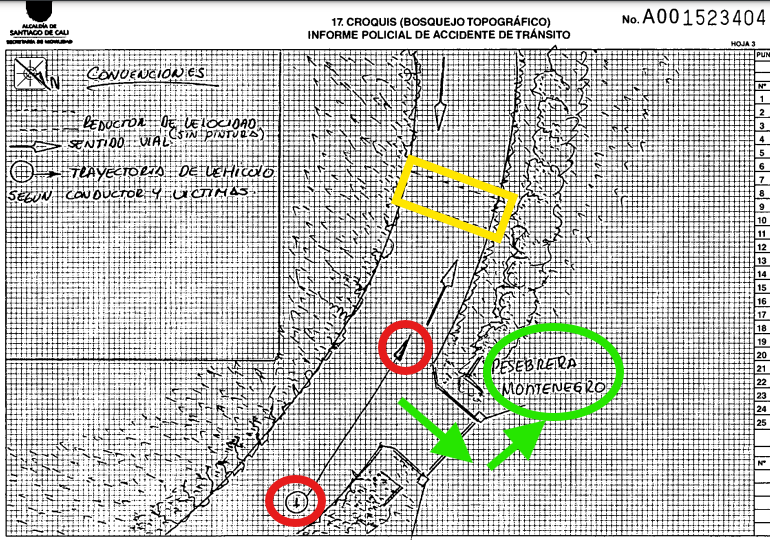 ALCALDÍA DE
SANTIAGO DE CALI
SECRETARÍA DE MOVILIDAD
17. CROQUIS (BOSQUEJO TOPOGRÁFICO)
INFORME POLICIAL DE ACCIDENTE DE TRÁNSITO
No. A001523404
HOJA 3
N
CONVENCIONES
REDUCTOR DE VELOCIDAD
(SIN PINTURA)
SENTIDO VIAL
TRAYECTORIA DE VEHICULO
SEGUN CONDUCTOR Y VICTIMAS.
PESEBRERA
MONTENEGRO
1
PUN
N°
1
2
3
4
5
6
7
8
9
10
11
12
13
14
15
16
17
18
19
20
21
22
23
24
25
N°